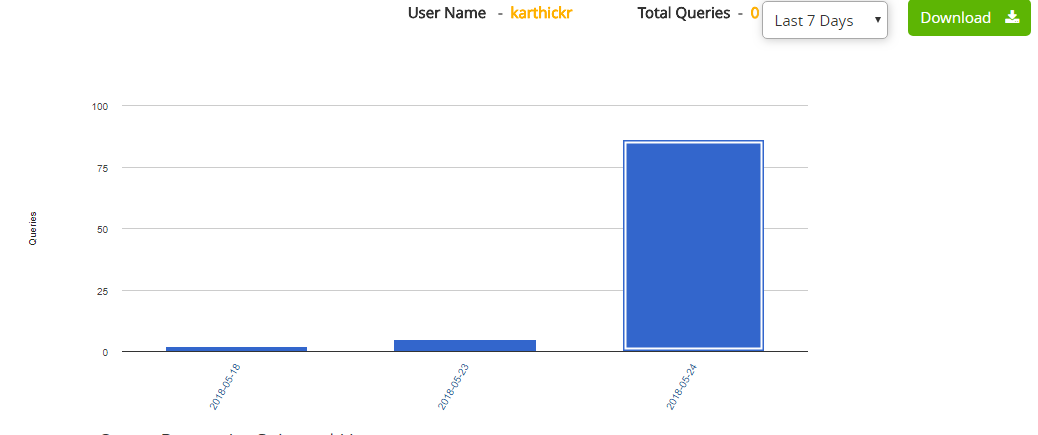 User Name - karthickr Total Queries - 0 Last 7 Days Download
100
75
50
25
0
Queries
2018-05-18 2018-05-23 2018-05-24